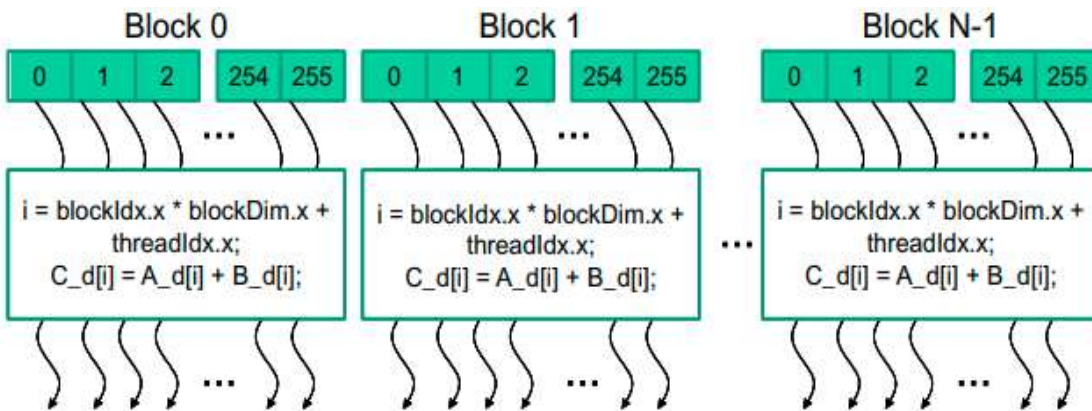 Block 0
0 1 2 254 255
...
i = blockIdx.x * blockDim.x +
threadIdx.x;
C_d[i] = A_d[i] + B_d[i];
...
Block 1
0 1 2 254 255
...
i = blockIdx.x * blockDim.x +
threadIdx.x;
C_d[i] = A_d[i] + B_d[i];
...
...
Block N-1
0 1 2 254 255
...
i = blockIdx.x * blockDim.x +
threadIdx.x;
C_d[i] = A_d[i] + B_d[i];
...